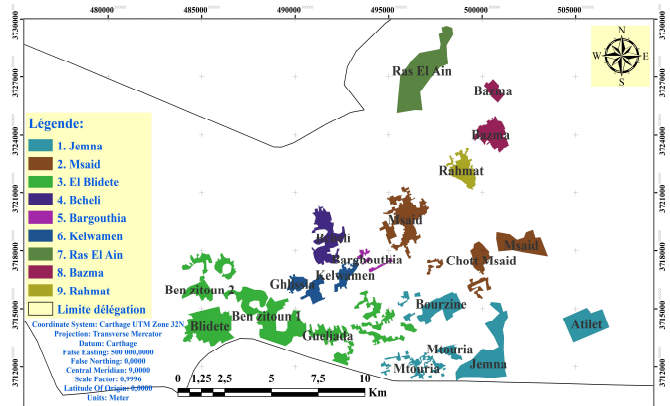 480000 485000 490000 495000 500000 505000
3730000
N
W E
S
Ras El Ain
3727000
Bazma
Légende:
3724000
Bazma
1. Jemna
2. Msaid
Rahmat
3. El Blidete
3721000
4. Bcheli
Msaid
5. Bargouthia
6. Kelwamen
Bcheli
Msaid
3718000
7. Ras El Ain
Bargbouthia
Chott Msaid
8. Bazma
Kelwamen
Ghlissia
9. Rahmat
Ben zitoun 2
Limite délégation
Bourzine
3715000
Ben zitoun 1
Atilet
Blidete
Gueliada
Coordinate System: Carthage UTM Zone 32N
Projection: Transverse Mercator
Datum: Carthage
False Easting: 500 000,0000
False Northing: 0,0000
Central Meridian: 9,0000
Scale Factor: 0,9996
Latitude Of Origin: 0,0000
Units: Meter
Mtouria
Mtouria
Jemna
3712000
0 1,25 2,5 5 7,5 10
Km